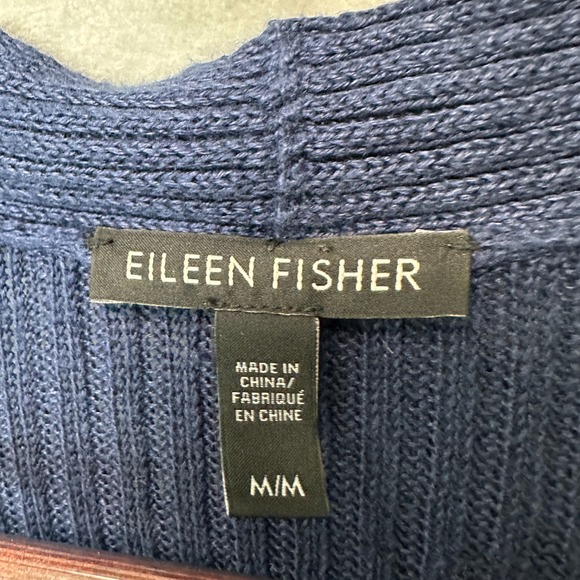 EILEEN FISHER
MADE IN
CHINA/
FABRIQUÉ
EN CHINE
M/M